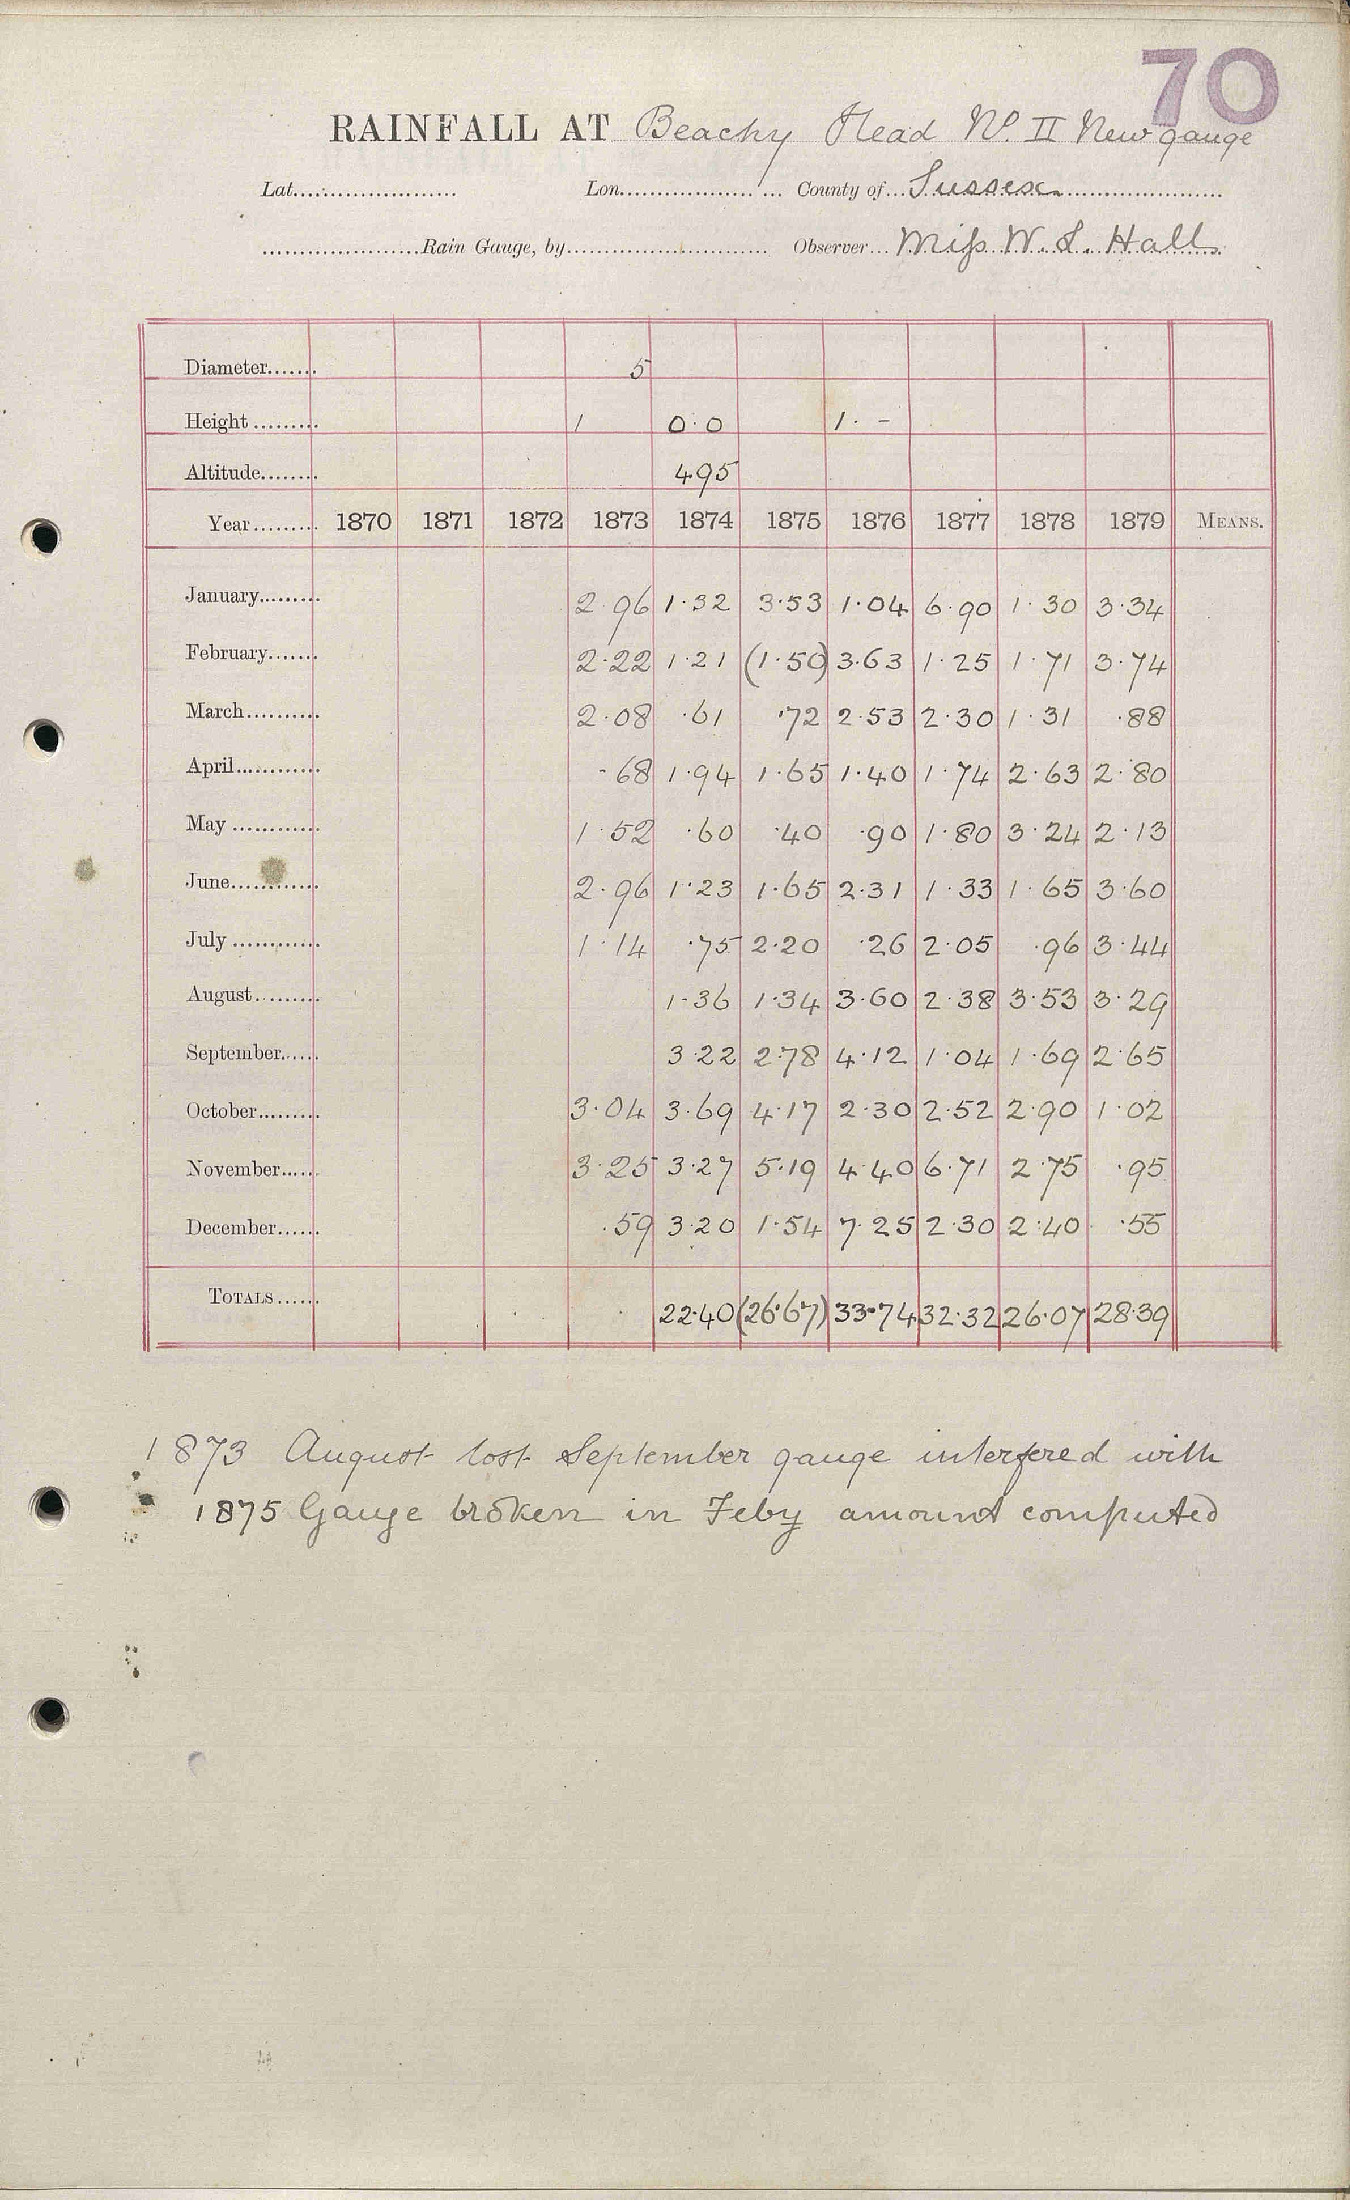 70
RAINFALL AT Beachy Head No. II New gauge
Lat. Lon. County of Sussex
Rain Gauge, by Observer Miss W. L. Hall
Diameter 5
Height 1 0·0 1· -
Altitude 495
Year 1870 1871 1872 1873 1874 1875 1876 1877 1878 1879 MEANS.
January 2·96 1·32 3·53 1·04 6·90 1·30 3·34
February 2·22 1·21 (1·50) 3·63 1·25 1·71 3·74
March 2·08 ·61 ·72 2·53 2·30 1·31 ·88
April ·68 1·94 1·65 1·40 1·74 2·63 2·80
May 1·52 ·60 ·40 ·90 1·80 3·24 2·13
June 2·96 1·23 1·65 2·31 1·33 1·65 3·60
July 1·14 ·75 2·20 ·26 2·05 ·96 3·44
August 1·36 1·34 3·60 2·38 3·53 3·29
September 3·22 2·78 4·12 1·04 1·69 2·65
October 3·04 3·69 4·17 2·30 2·52 2·90 1·02
November 3·25 3·27 5·19 4·40 6·71 2·75 ·95
December ·59 3·20 1·54 7·25 2·30 2·40 ·55
TOTALS 22·40 (26·67) 33·74 32·32 26·07 28·39
1873 August lost September gauge interfered with
1875 Gauge broken in Feby amount computed